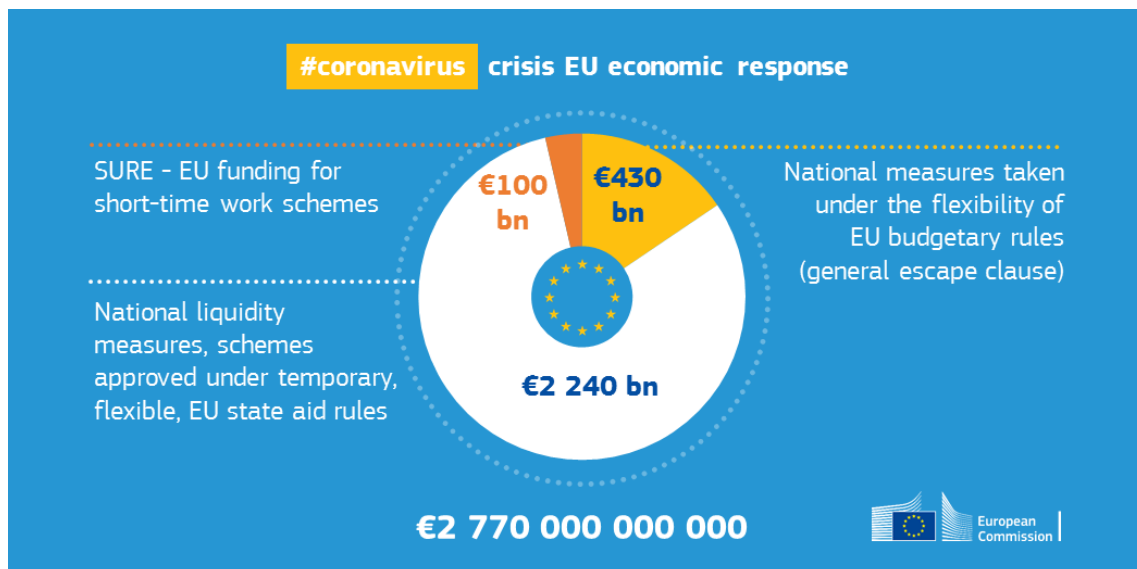 #coronavirus crisis EU economic response
SURE - EU funding for
short-time work schemes
National liquidity
measures, schemes
approved under temporary,
flexible, EU state aid rules
€100
bn
€430
bn
€2 240 bn
National measures taken
under the flexibility of
EU budgetary rules
(general escape clause)
€2 770 000 000 000
European
Commission